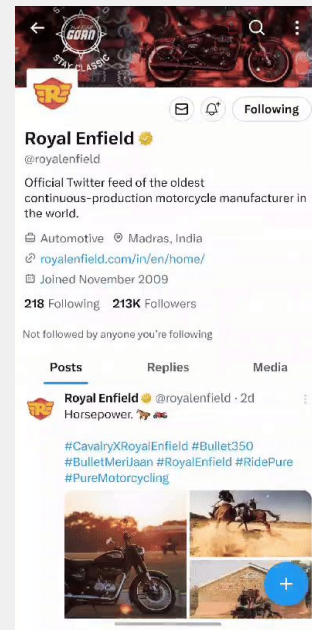 GOAN
STAY CLASSIC
Following
Royal Enfield
@royalenfield
Official Twitter feed of the oldest
continuous-production motorcycle manufacturer in
the world.
Automotive Madras, India
royalenfield.com/in/en/home/
Joined November 2009
218 Following 213K Followers
Not followed by anyone you're following
Posts Replies Media
Royal Enfield @royalenfield · 2d
Horsepower. 🐎 🏍️
#CavalryXRoyalEnfield #Bullet350
#BulletMeriJaan #RoyalEnfield #RidePure
#PureMotorcycling